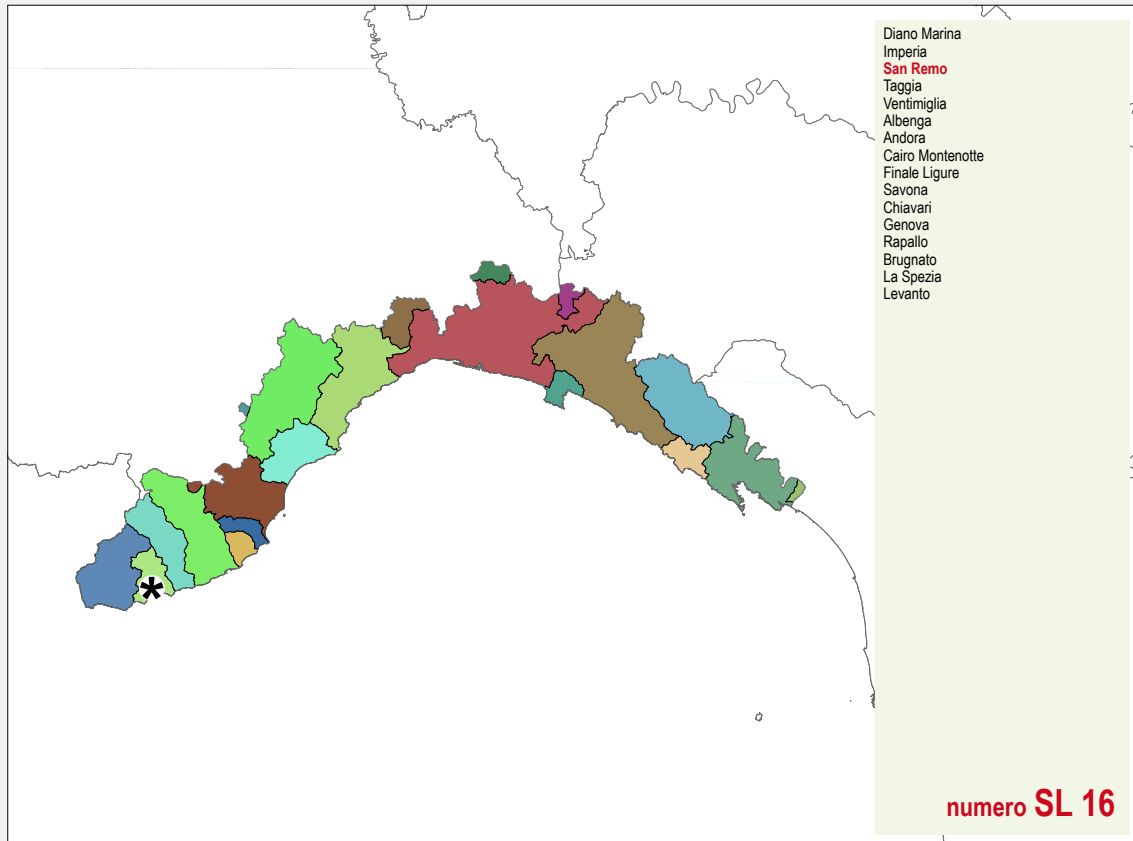 Diano Marina
Imperia
San Remo
Taggia
Ventimiglia
Albenga
Andora
Cairo Montenotte
Finale Ligure
Savona
Chiavari
Genova
Rapallo
Brugnato
La Spezia
Levanto
*
numero SL 16